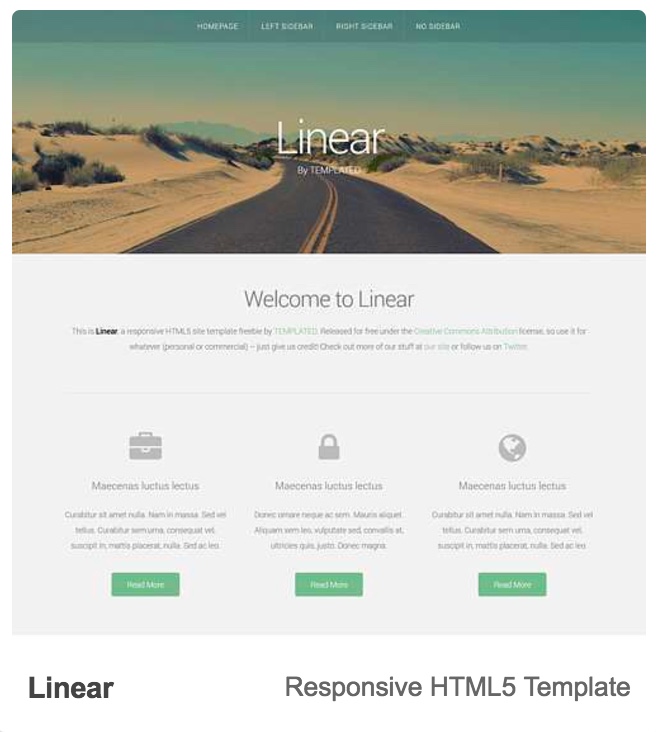 HOMEPAGE LEFT SIDEBAR RIGHT SIDEBAR NO SIDEBAR
Linear
By TEMPLATED
Welcome to Linear
This is Linear, a responsive HTML5 site template freebie by TEMPLATED. Released for free under the Creative Commons Attribution license, so use it for
whatever (personal or commercial) – just give us credit! Check out more of our stuff at our site or follow us on Twitter.
Maecenas luctus lectus
Curabitur sit amet nulla. Nam in massa. Sed vel
tellus. Curabitur sem urna, consequat vel,
suscipit in, mattis placerat, nulla. Sed ac leo.
Read More
Maecenas luctus lectus
Donec ornare neque ac sem. Mauris aliquet.
Aliquam sem leo, vulputate sed, convallis at,
ultricies quis, justo. Donec magna.
Read More
Maecenas luctus lectus
Curabitur sit amet nulla. Nam in massa. Sed vel
tellus. Curabitur sem urna, consequat vel,
suscipit in, mattis placerat, nulla. Sed ac leo.
Read More
Linear Responsive HTML5 Template